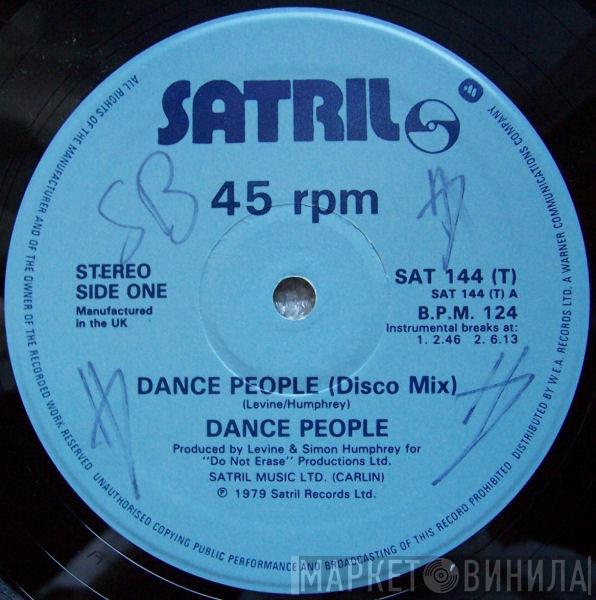 SATRIL
SB
45 rpm
STEREO
SIDE ONE
Manufactured
in the UK
SAT 144 (T)
SAT 144 (T) A
B.P.M. 124
Instrumental breaks at:
1. 2.46 2. 6.13
DANCE PEOPLE (Disco Mix)
(Levine/Humphrey)
DANCE PEOPLE
Produced by Levine & Simon Humphrey for
"Do Not Erase" Productions Ltd.
SATRIL MUSIC LTD. (CARLIN)
℗ 1979 Satril Records Ltd.
ALL RIGHTS OF THE MANUFACTURER AND OF THE OWNER OF THE RECORDED WORK RESERVED UNAUTHORISED COPYING PUBLIC PERFORMANCE AND BROADCASTING OF THIS RECORD PROHIBITED DISTRIBUTED BY W.E.A. RECORDS LTD. A WARNER COMMUNICATIONS COMPANY
МАРКЕТ ВИНИЛА